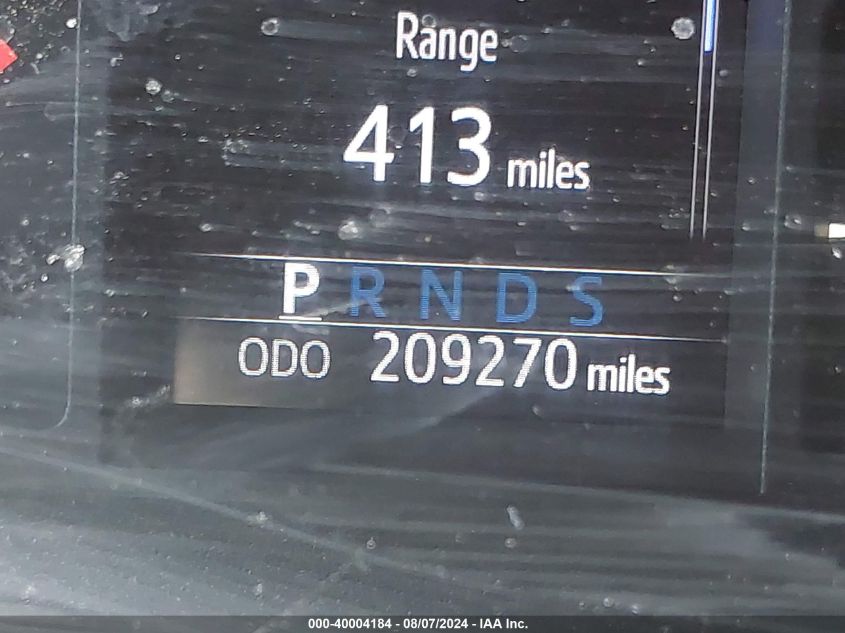 Range
413 miles
P R N D S
ODO 209270 miles
000-40004184 - 08/07/2024 - IAA Inc.